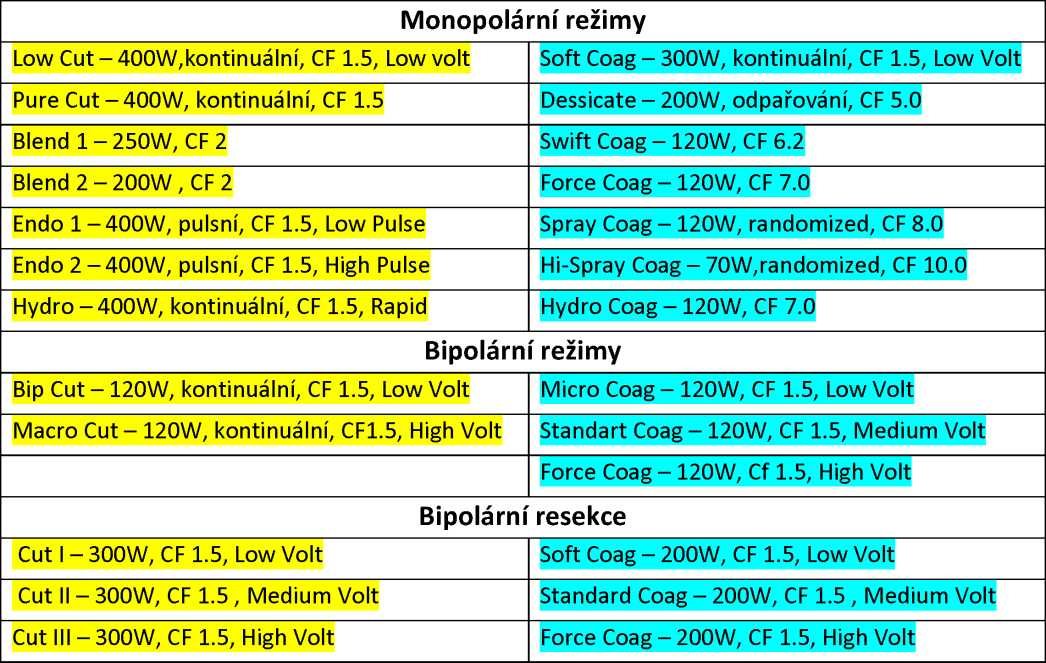 Monopolární režimy
Low Cut – 400W,kontinuální, CF 1.5, Low volt
Soft Coag – 300W, kontinuální, CF 1.5, Low Volt
Pure Cut – 400W, kontinuální, CF 1.5
Dessicate – 200W, odpařování, CF 5.0
Blend 1 – 250W, CF 2
Swift Coag – 120W, CF 6.2
Blend 2 – 200W , CF 2
Force Coag – 120W, CF 7.0
Endo 1 – 400W, pulsní, CF 1.5, Low Pulse
Spray Coag – 120W, randomized, CF 8.0
Endo 2 – 400W, pulsní, CF 1.5, High Pulse
Hi-Spray Coag – 70W,randomized, CF 10.0
Hydro – 400W, kontinuální, CF 1.5, Rapid
Hydro Coag – 120W, CF 7.0
Bipolární režimy
Bip Cut – 120W, kontinuální, CF 1.5, Low Volt
Micro Coag – 120W, CF 1.5, Low Volt
Macro Cut – 120W, kontinuální, CF1.5, High Volt
Standart Coag – 120W, CF 1.5, Medium Volt
Force Coag – 120W, Cf 1.5, High Volt
Bipolární resekce
Cut I – 300W, CF 1.5, Low Volt
Soft Coag – 200W, CF 1.5, Low Volt
Cut II – 300W, CF 1.5 , Medium Volt
Standard Coag – 200W, CF 1.5 , Medium Volt
Cut III – 300W, CF 1.5, High Volt
Force Coag – 200W, CF 1.5, High Volt